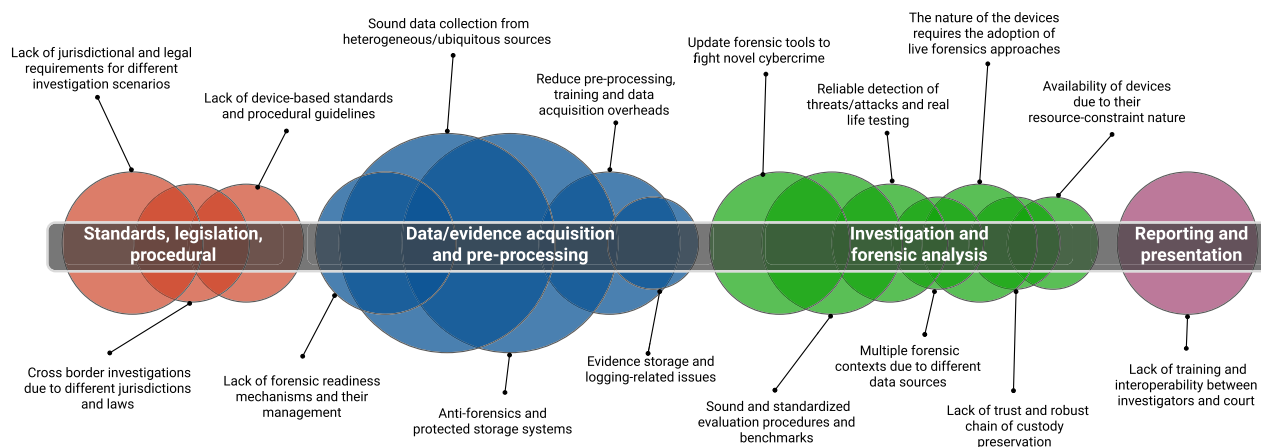 Lack of jurisdictional and legal
requirements for different
investigation scenarios
Lack of device-based standards
and procedural guidelines
Sound data collection from
heterogeneous/ubiquitous sources
Reduce pre-processing,
training and data
acquisition overheads
Update forensic tools to
fight novel cybercrime
Reliable detection of
threats/attacks and real
life testing
The nature of the devices
requires the adoption of
live forensics approaches
Availability of devices
due to their
resource-constraint nature
Standards, legislation,
procedural
Data/evidence acquisition
and pre-processing
Investigation and
forensic analysis
Reporting and
presentation
Cross border investigations
due to different jurisdictions
and laws
Lack of forensic readiness
mechanisms and their
management
Anti-forensics and
protected storage systems
Evidence storage and
logging-related issues
Sound and standardized
evaluation procedures and
benchmarks
Multiple forensic
contexts due to different
data sources
Lack of trust and robust
chain of custody
preservation
Lack of training and
interoperability between
investigators and court